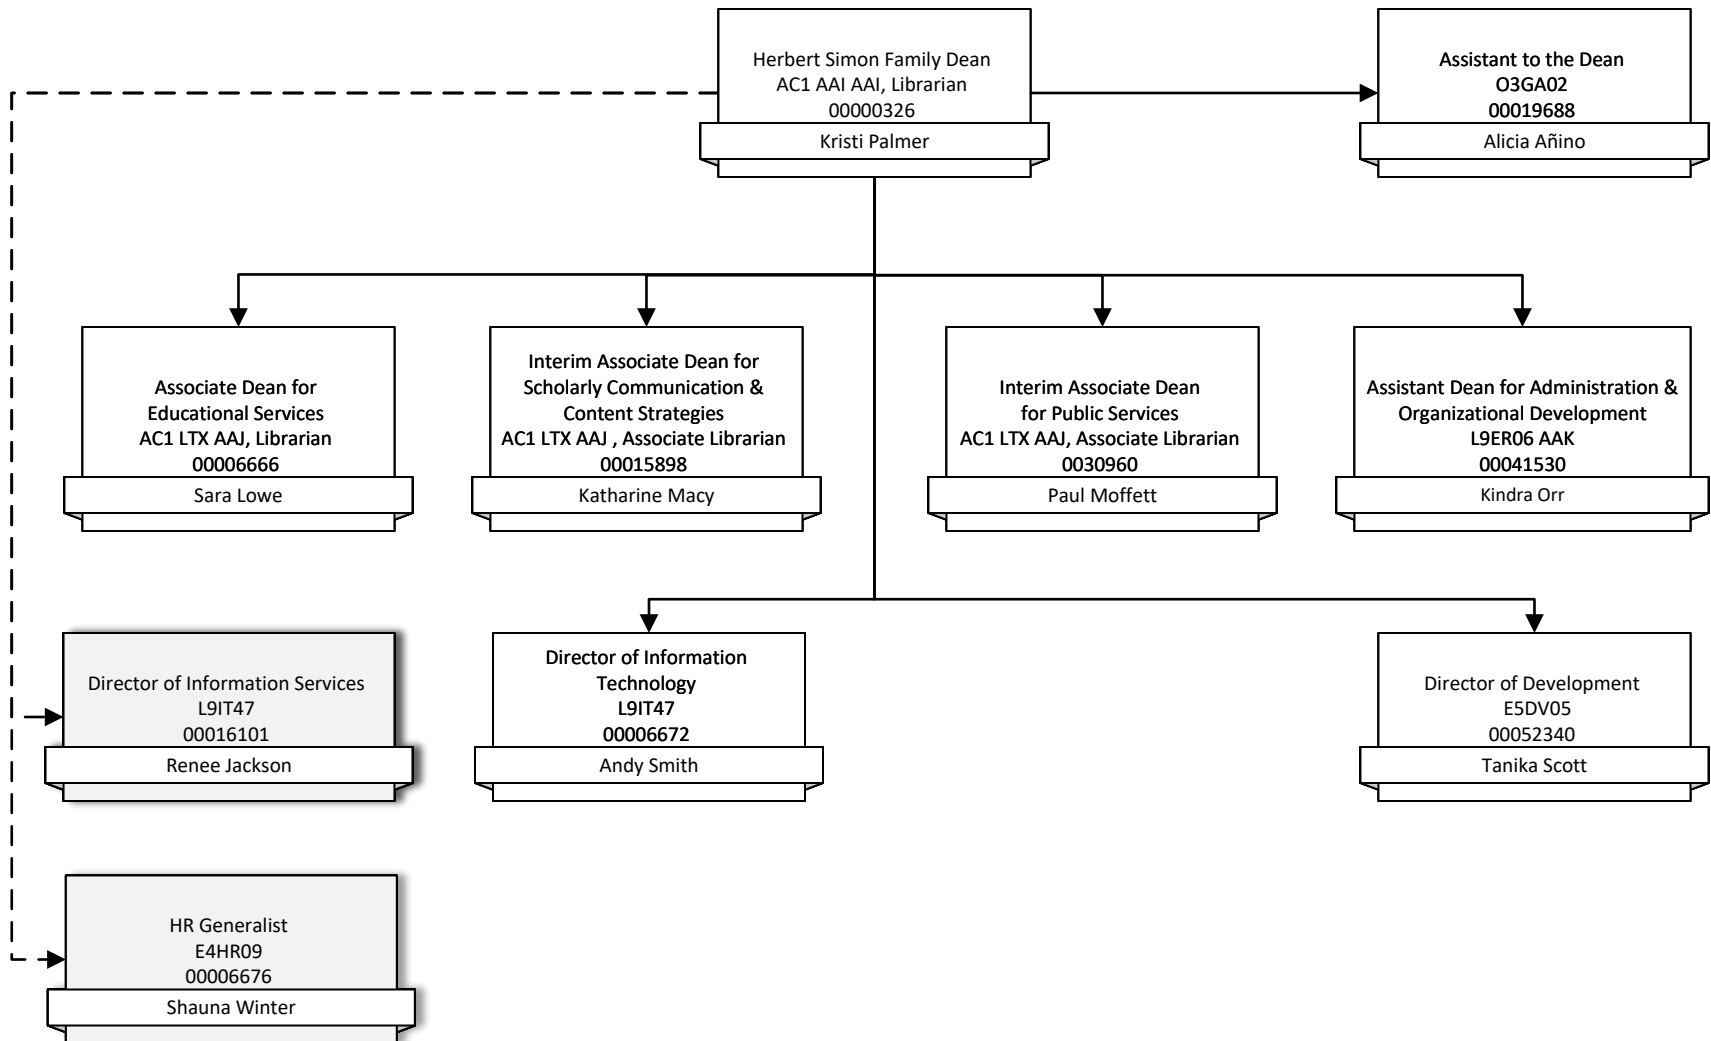 Herbert Simon Family Dean
AC1 AAI AAI, Librarian
00000326
Kristi Palmer
Assistant to the Dean
O3GA02
00019688
Alicia Añino
Associate Dean for
Educational Services
AC1 LTX AAJ, Librarian
00006666
Sara Lowe
Interim Associate Dean for
Scholarly Communication &
Content Strategies
AC1 LTX AAJ , Associate Librarian
00015898
Katharine Macy
Interim Associate Dean
for Public Services
AC1 LTX AAJ, Associate Librarian
0030960
Paul Moffett
Assistant Dean for Administration &
Organizational Development
L9ER06 AAK
00041530
Kindra Orr
Director of Information Services
L9IT47
00016101
Renee Jackson
Director of Information
Technology
L9IT47
00006672
Andy Smith
Director of Development
E5DV05
00052340
Tanika Scott
HR Generalist
E4HR09
00006676
Shauna Winter